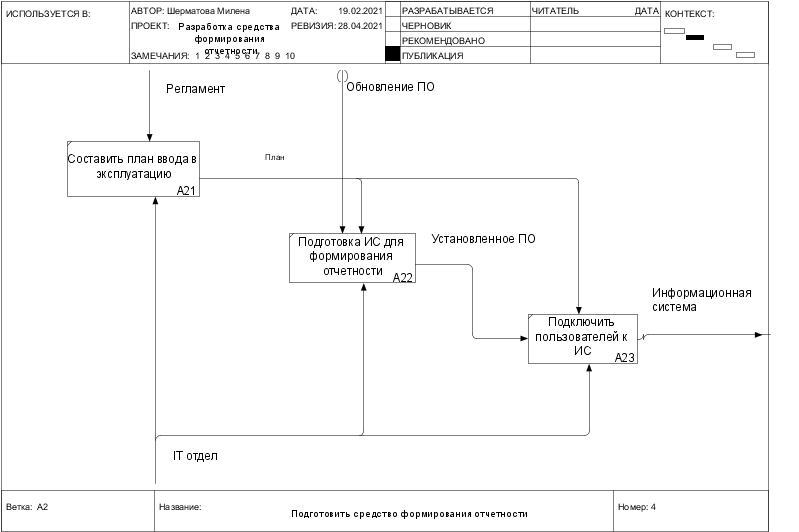 ИСПОЛЬЗУЕТСЯ В:
АВТОР: Шерматова Милена
ДАТА: 19.02.2021
ПРОЕКТ: Разработка средства
формирования
отчетности
РЕВИЗИЯ: 28.04.2021
ЗАМЕЧАНИЯ: 1 2 3 4 5 6 7 8 9 10
РАЗРАБАТЫВАЕТСЯ
ЧЕРНОВИК
РЕКОМЕНДОВАНО
ПУБЛИКАЦИЯ
ЧИТАТЕЛЬ ДАТА
КОНТЕКСТ:
Регламент
Обновление ПО
Составить план ввода в
эксплуатацию
A21
План
Подготовка ИС для
формирования
отчетности
A22
Установленное ПО
Подключить
пользователей к
ИС
A23
Информационная
система
IT отдел
Ветка: A2
Название:
Подготовить средство формирования отчетности
Номер: 4